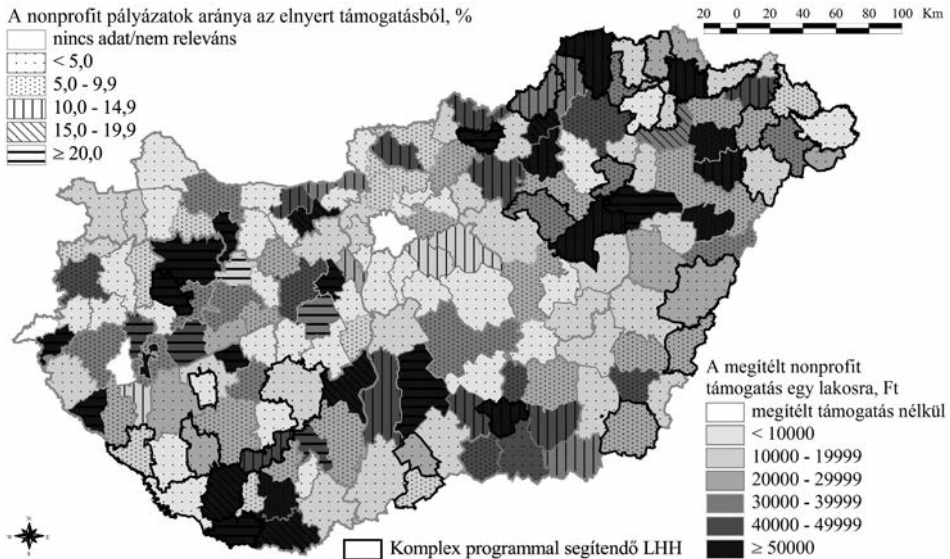 A nonprofit pályázatok aránya az elnyert támogatásból, %
nincs adat/nem releváns
< 5,0
5,0 - 9,9
10,0 - 14,9
15,0 - 19,9
≥ 20,0
20 0 20 40 60 80 100 Km
A megítélt nonprofit
támogatás egy lakosra, Ft
megítélt támogatás nélkül
< 10000
10000 - 19999
20000 - 29999
30000 - 39999
40000 - 49999
≥ 50000
Komplex programmal segítendő LHH